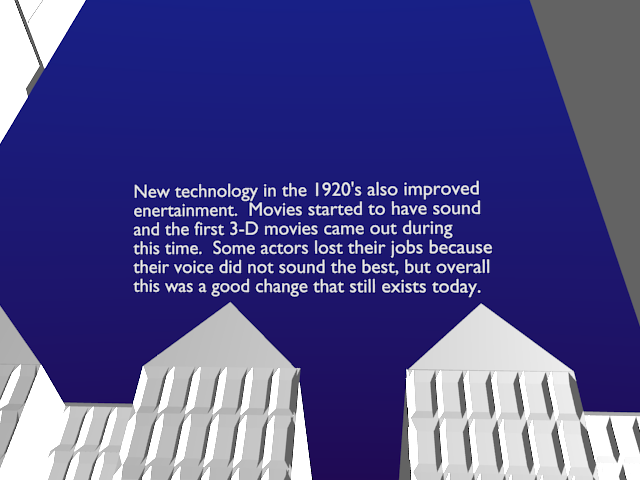 New technology in the 1920's also improved
enertainment.  Movies started to have sound
and the first 3-D movies came out during
this time.  Some actors lost their jobs because
their voice did not sound the best, but overall
this was a good change that still exists today.